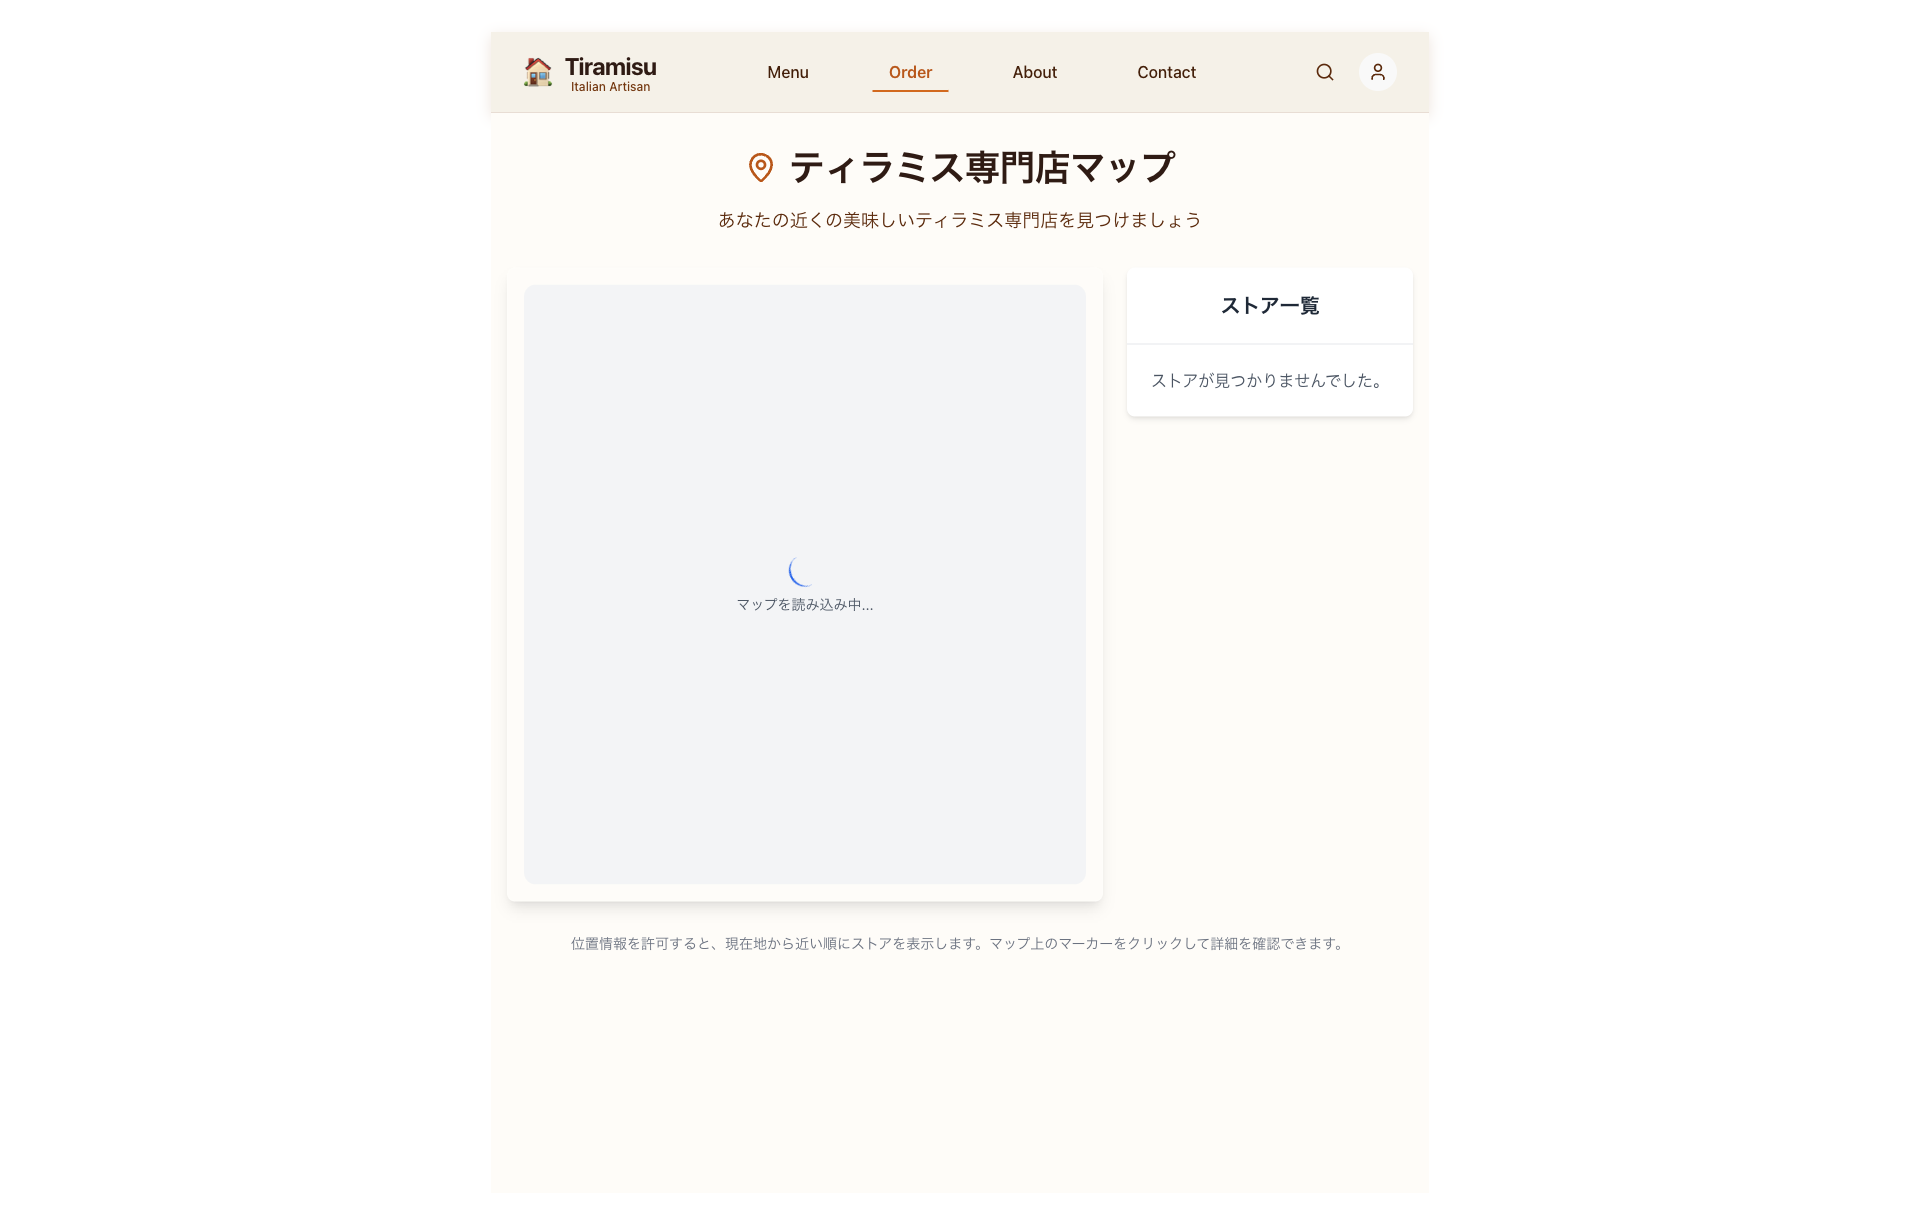 Tiramisu
Italian Artisan
Menu
Order
About
Contact
ティラミス専門店マップ
あなたの近くの美味しいティラミス専門店を見つけましょう
マップを読み込み中...
ストア一覧
ストアが見つかりませんでした。
位置情報を許可すると、現在地から近い順にストアを表示します。マップ上のマーカーをクリックして詳細を確認できます。